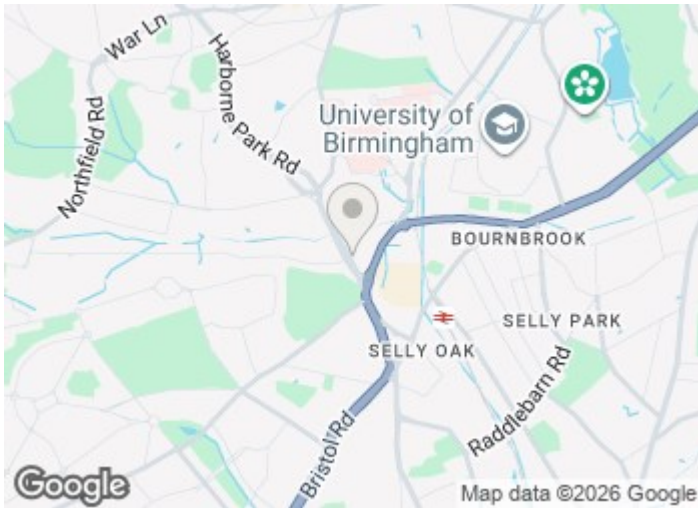 War Ln
Harborne Park Rd
Northfield Rd
University of
Birmingham
BOURNBROOK
SELLY PARK
SELLY OAK
Raddlebarn Rd
Bristol Rd
Google
Map data ©2026 Google